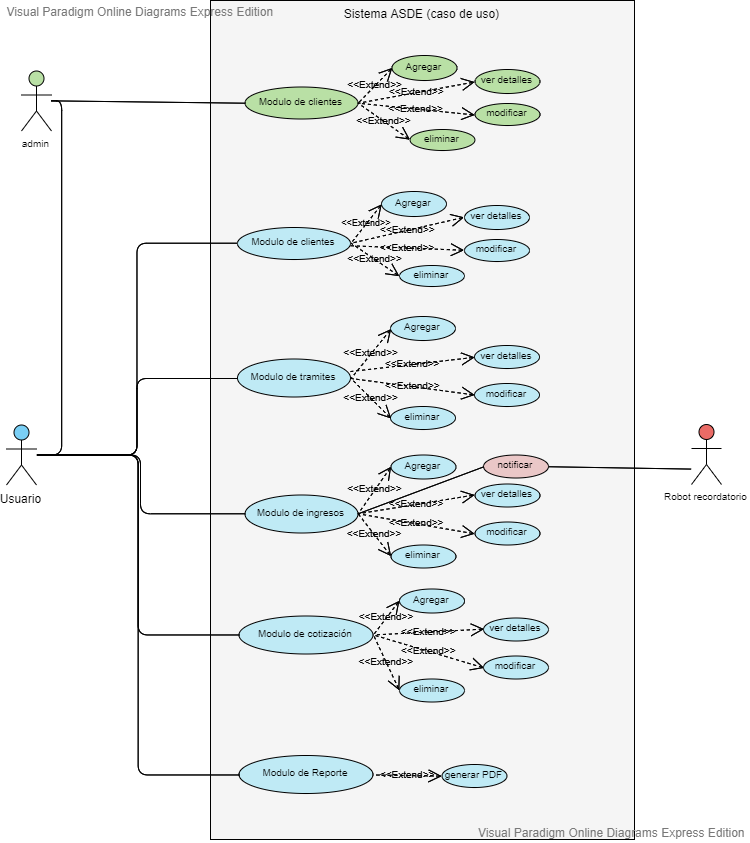 Visual Paradigm Online Diagrams Express Edition
Sistema ASDE (caso de uso)
admin
Modulo de clientes
<<Extend>>
Agregar
<<Extend>>
ver detalles
<<Extend>>
modificar
<<Extend>>
eliminar
Modulo de clientes
<<Extend>>
Agregar
<<Extend>>
ver detalles
<<Extend>>
modificar
<<Extend>>
eliminar
Modulo de tramites
<<Extend>>
Agregar
<<Extend>>
ver detalles
<<Extend>>
modificar
<<Extend>>
eliminar
Usuario
Modulo de ingresos
<<Extend>>
Agregar
notificar
<<Extend>>
ver detalles
<<Extend>>
modificar
<<Extend>>
eliminar
Robot recordatorio
Modulo de cotización
<<Extend>>
Agregar
<<Extend>>
ver detalles
<<Extend>>
modificar
<<Extend>>
eliminar
Modulo de Reporte
<<Extend>>
generar PDF
Visual Paradigm Online Diagrams Express Edition